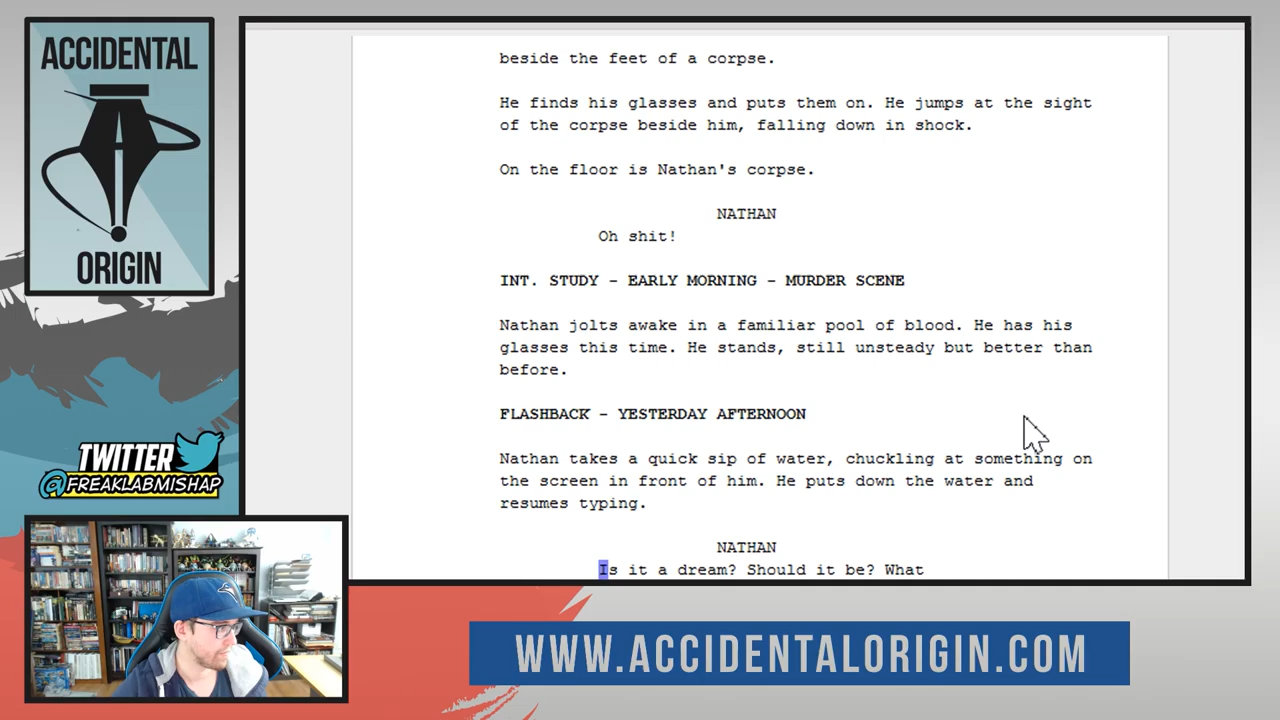 ACCIDENTAL
ORIGIN
beside the feet of a corpse.
He finds his glasses and puts them on. He jumps at the sight
of the corpse beside him, falling down in shock.
On the floor is Nathan's corpse.
NATHAN
Oh shit!
INT. STUDY - EARLY MORNING - MURDER SCENE
Nathan jolts awake in a familiar pool of blood. He has his
glasses this time. He stands, still unsteady but better than
before.
FLASHBACK - YESTERDAY AFTERNOON
Nathan takes a quick sip of water, chuckling at something on
the screen in front of him. He puts down the water and
resumes typing.
NATHAN
Is it a dream? Should it be? What
TWITTER
@FREAKLABMISHAP
WWW.ACCIDENTALORIGIN.COM